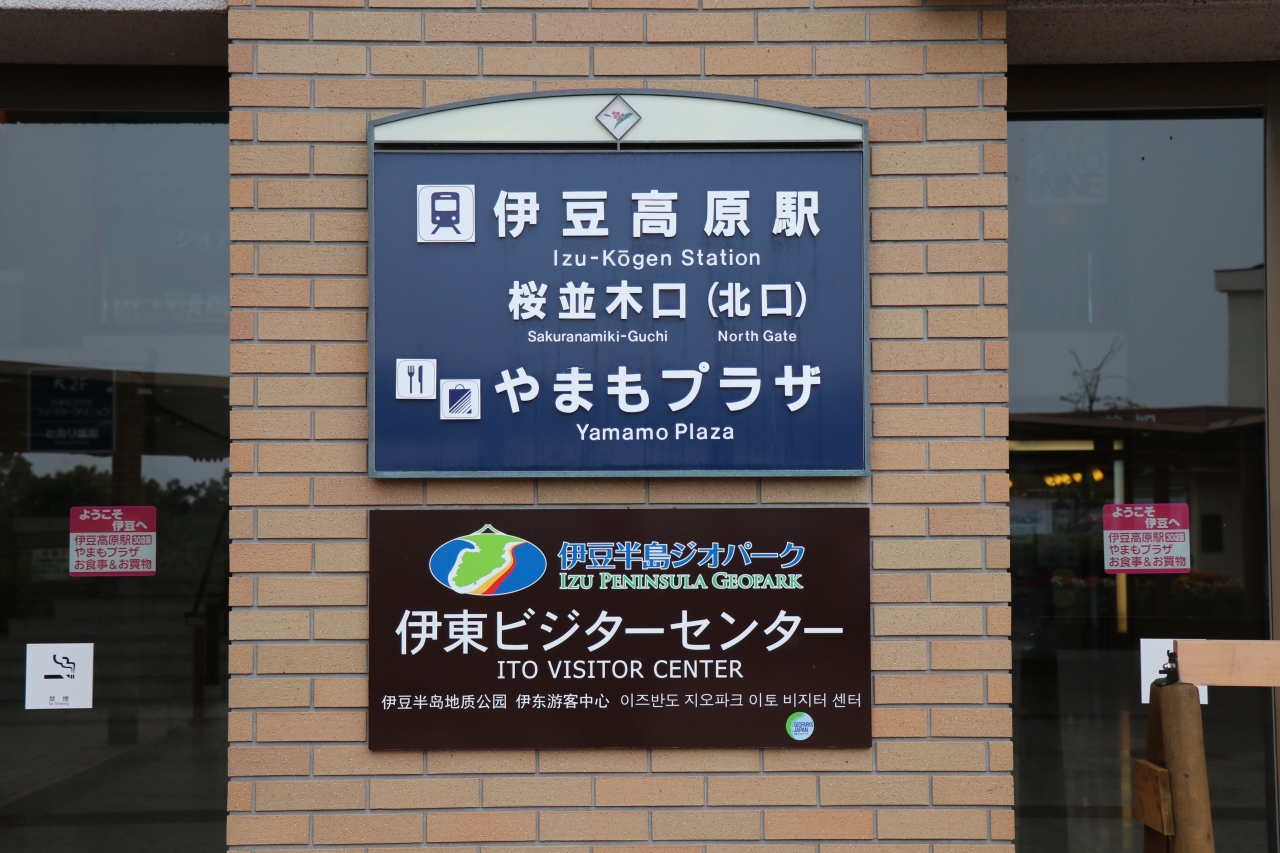 伊豆高原駅
Izu-Kōgen Station
桜並木口(北口)
Sakuranamiki-Guchi North Gate
やまもプラザ
Yamamo Plaza
伊豆半島ジオパーク
IZU PENINSULA GEOPARK
伊東ビジターセンター
ITO VISITOR CENTER
伊豆半岛地质公园 伊东游客中心 이즈반도 지오파크 이토 비지터 센터
GEOPARKS
JAPAN
ようこそ
伊豆へ
伊豆高原駅
やまもプラザ
お食事&お買物
禁煙
No Smoking
ようこそ
伊豆へ
伊豆高原駅
やまもプラザ
お食事&お買物